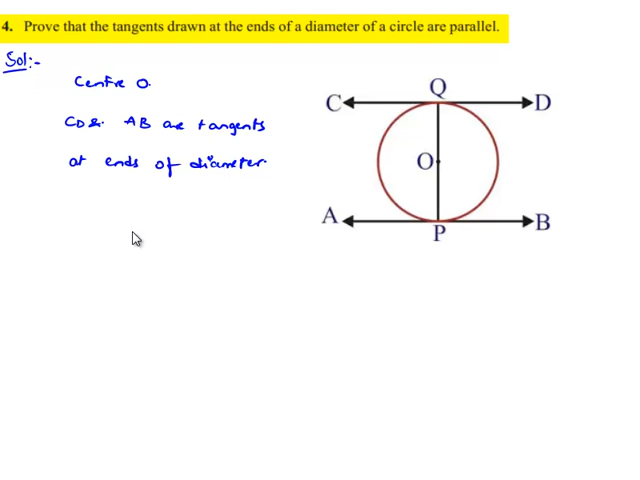 4. Prove that the tangents drawn at the ends of a diameter of a circle are parallel.
Sol:-
Centre O.
CD & AB are tangents
at ends of diameter.
Q
C
D
O
A
B
P